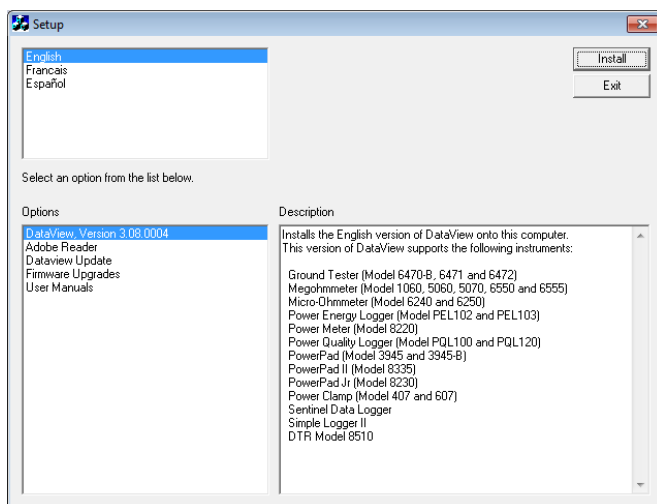 Setup
English
Francais
Español
Install
Exit
Select an option from the list below.
Options
DataView, Version 3.08.0004
Adobe Reader
Dataview Update
Firmware Upgrades
User Manuals
Description
Installs the English version of DataView onto this computer.
This version of DataView supports the following instruments:
Ground Tester (Model 6470-B, 6471 and 6472)
Megohmmeter (Model 1060, 5060, 5070, 6550 and 6555)
Micro-Ohmmeter (Model 6240 and 6250)
Power Energy Logger (Model PEL102 and PEL103)
Power Meter (Model 8220)
Power Quality Logger (Model PQL100 and PQL120)
PowerPad (Model 3945 and 3945-B)
PowerPad II (Model 8335)
PowerPad Jr (Model 8230)
Power Clamp (Model 407 and 607)
Sentinel Data Logger
Simple Logger II
DTR Model 8510